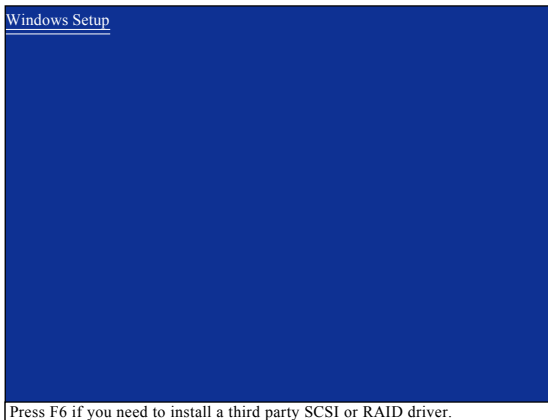 Windows Setup
Press F6 if you need to install a third party SCSI or RAID driver.